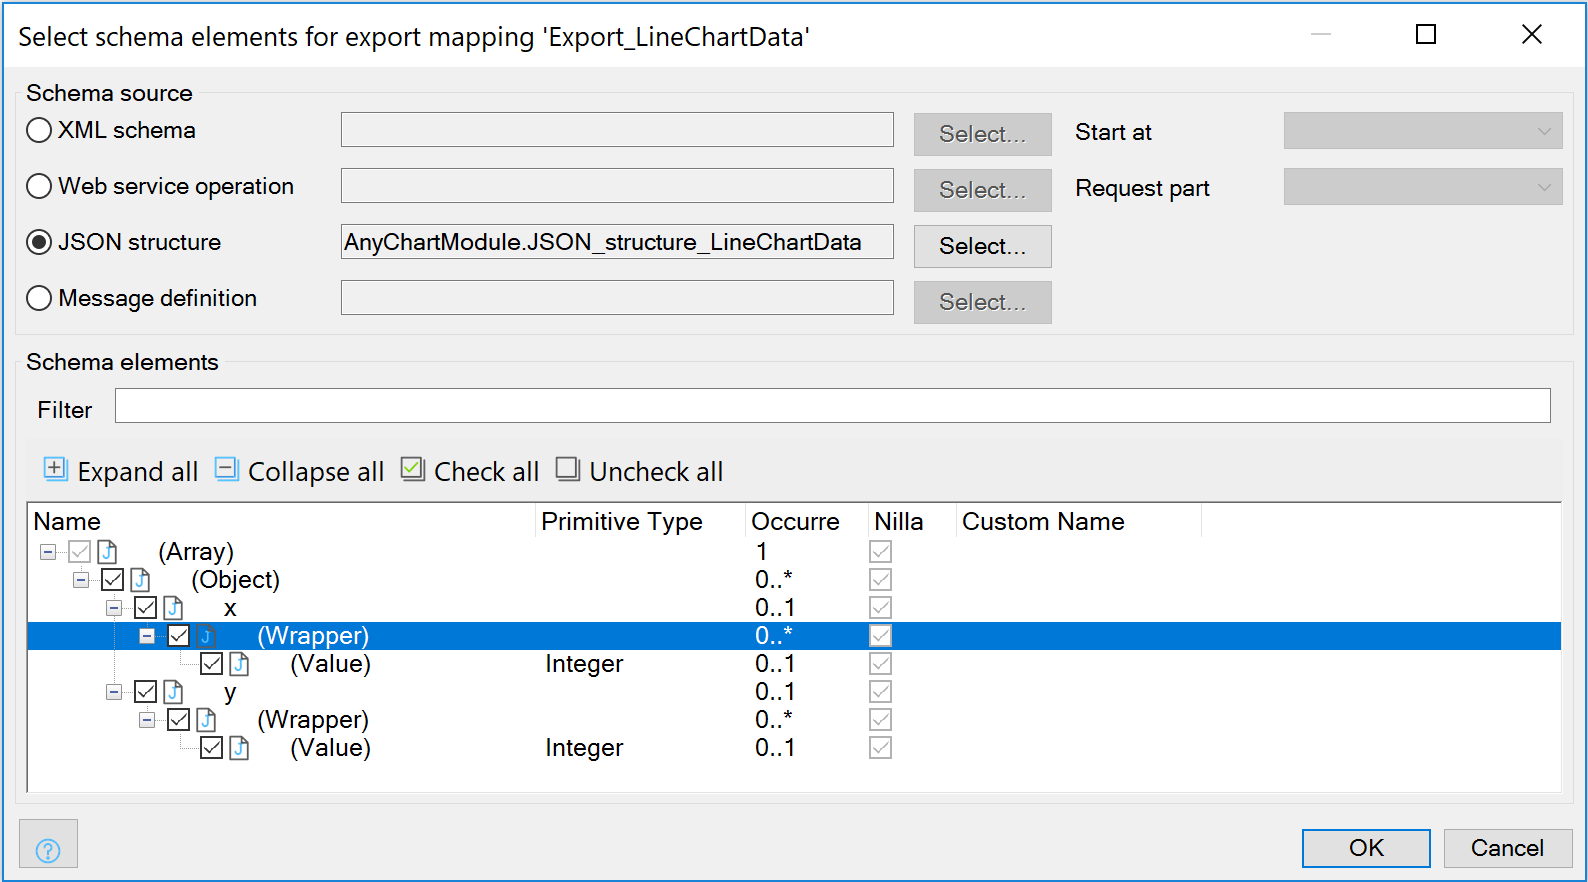 Select schema elements for export mapping 'Export_LineChartData'
Schema source
XML schema Select... Start at
Web service operation Select... Request part
JSON structure AnyChartModule.JSON_structure_LineChartData Select...
Message definition Select...
Schema elements
Filter
Expand all Collapse all Check all Uncheck all
Name Primitive Type Occurre Nilla Custom Name
(Array) 1
(Object) 0..*
x 0..1
(Wrapper) 0..*
(Value) Integer 0..1
y 0..1
(Wrapper) 0..*
(Value) Integer 0..1
? OK Cancel